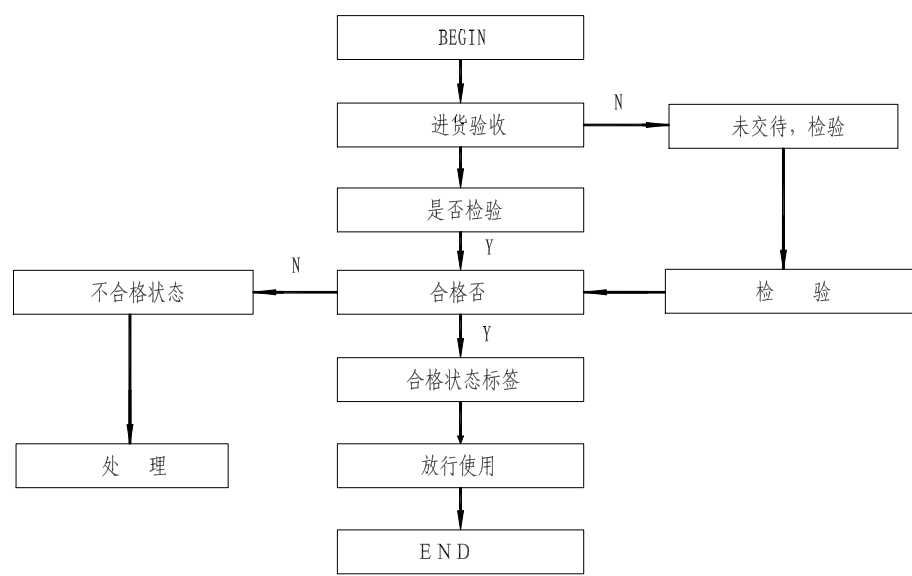 BEGIN
N
进货验收
未交待，检验
是否检验
Y
N
不合格状态
合格否
检 验
Y
合格状态标签
处 理
放行使用
END